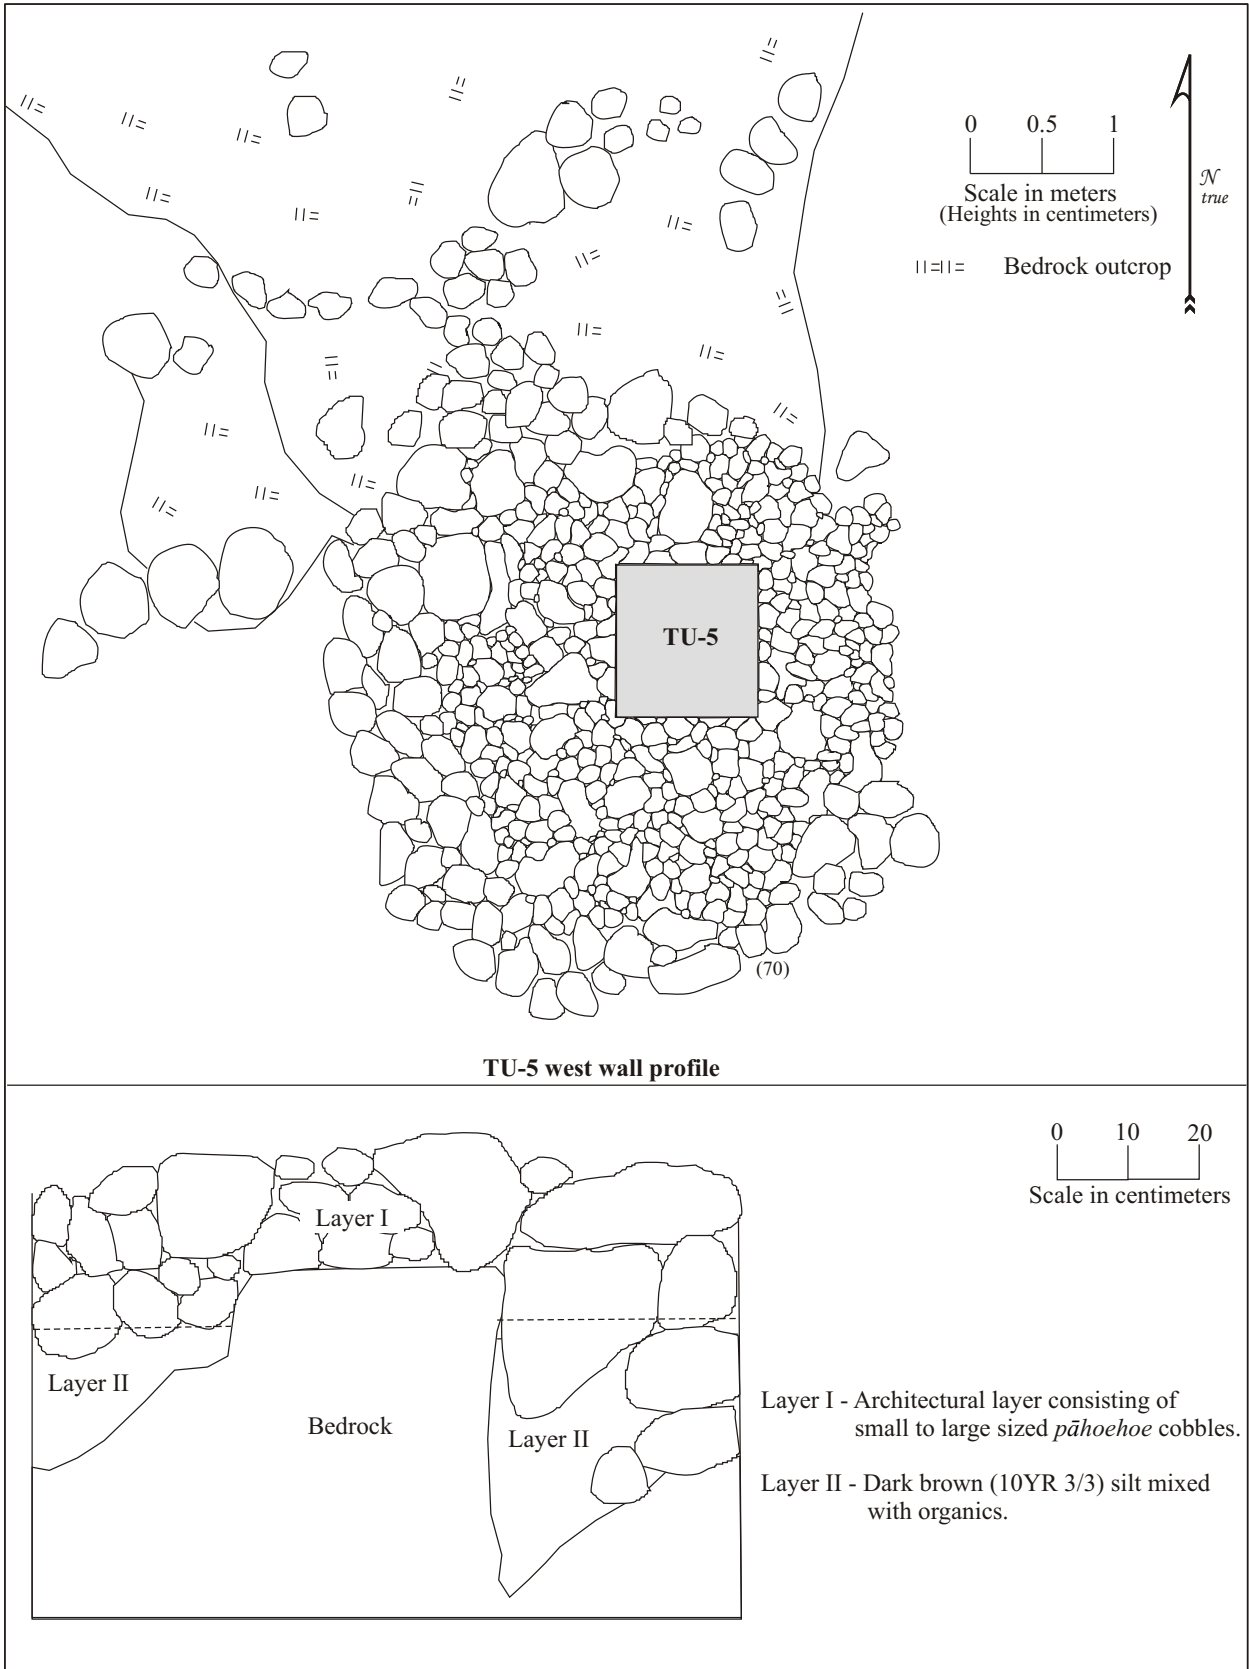 0 0.5 1
Scale in meters
(Heights in centimeters)
N
true
Bedrock outcrop
TU-5
(70)
TU-5 west wall profile
0 10 20
Scale in centimeters
Layer I
Layer II
Bedrock
Layer II
Layer I - Architectural layer consisting of
small to large sized pāhoehoe cobbles.
Layer II - Dark brown (10YR 3/3) silt mixed
with organics.